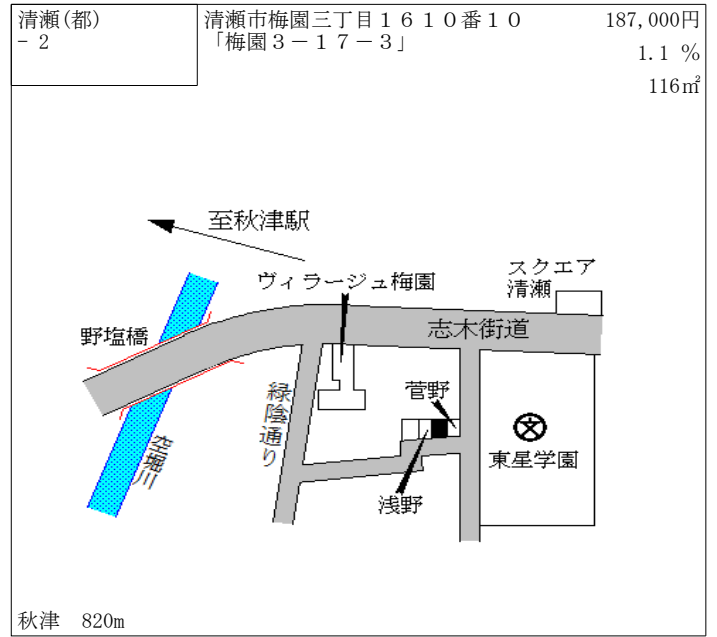 清瀬(都)
- 2
清瀬市梅園三丁目1610番10
「梅園3-17-3」
187,000円
1.1 %
116㎡
至秋津駅
ヴィラージュ梅園
スクエア
清瀬
野塩橋
志木街道
緑陰通り
菅野
空堀川
東星学園
浅野
秋津 820m